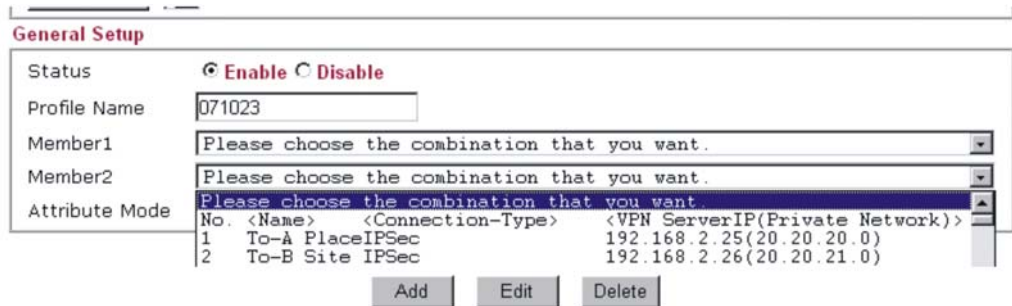 General Setup
Status Enable Disable
Profile Name 071023
Member1 Please choose the combination that you want.
Member2 Please choose the combination that you want.
Please choose the combination that you want.
Attribute Mode No. <Name> <Connection-Type> <VPN ServerIP(Private Network)>
1 To-A PlaceIPSec 192.168.2.25(20.20.20.0)
2 To-B Site IPSec 192.168.2.26(20.20.21.0)
Add Edit Delete